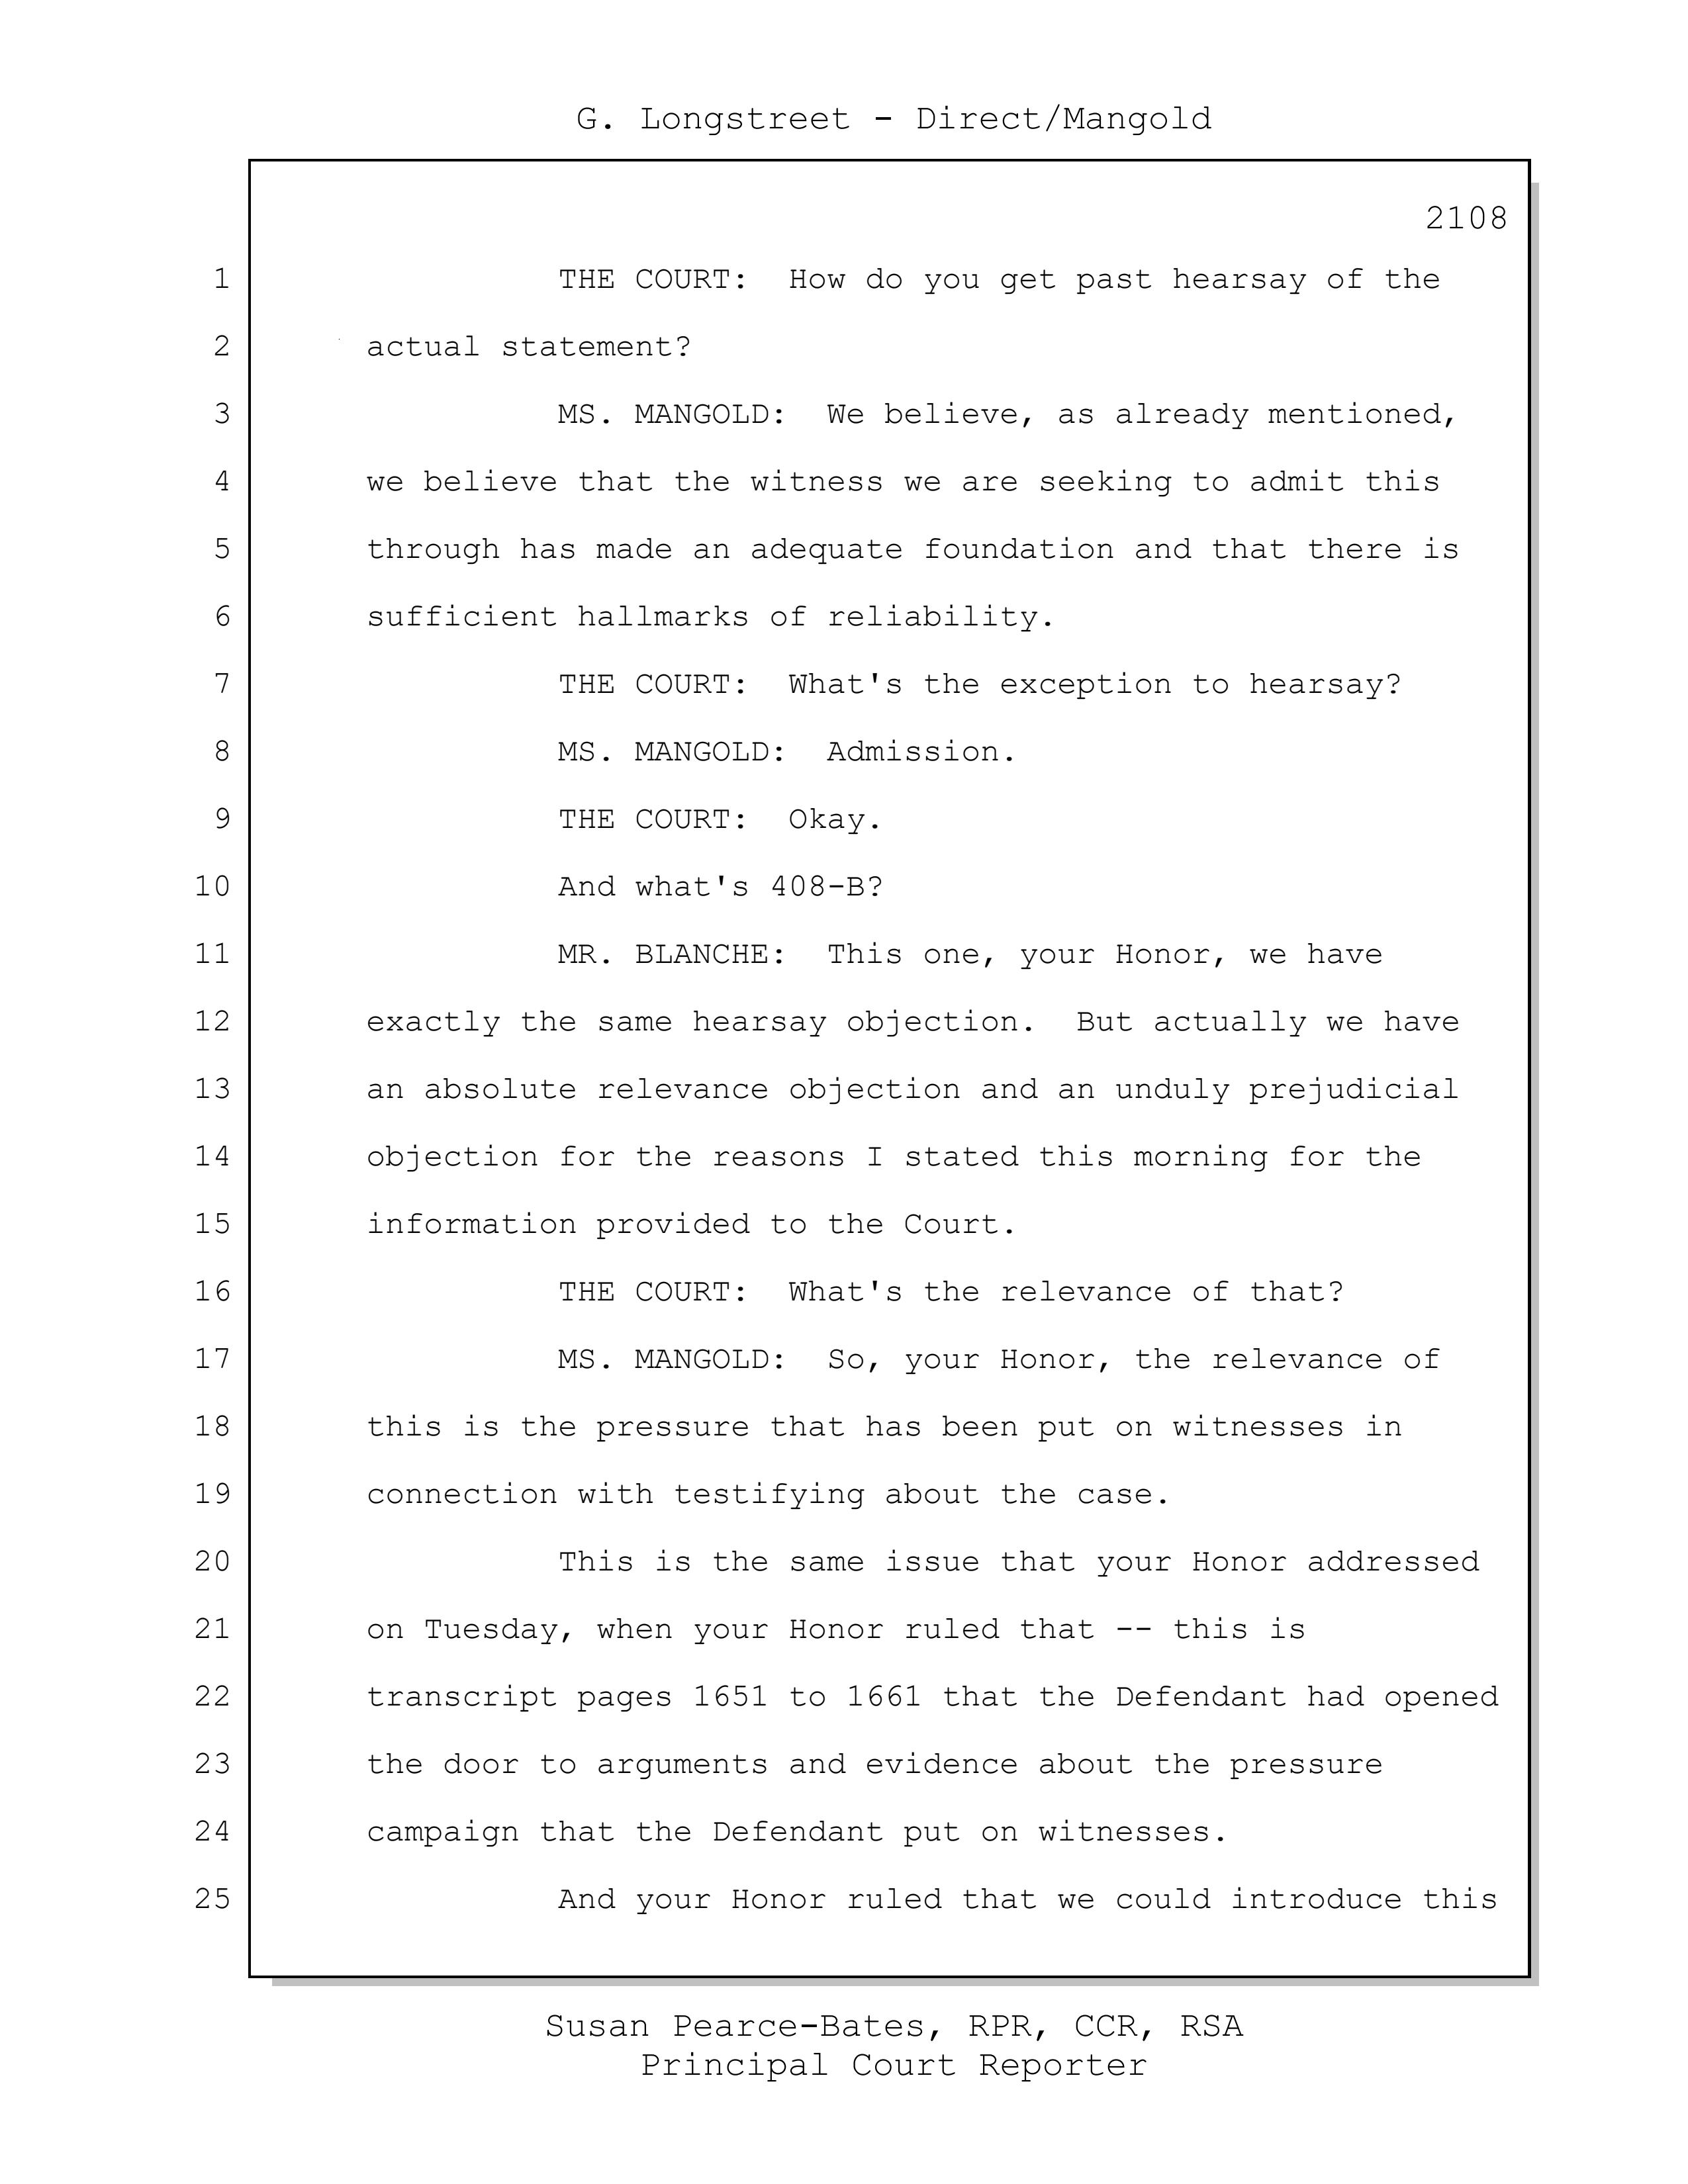 G. Longstreet - Direct/Mangold
2108
1 THE COURT: How do you get past hearsay of the
2 actual statement?
3 MS. MANGOLD: We believe, as already mentioned,
4 we believe that the witness we are seeking to admit this
5 through has made an adequate foundation and that there is
6 sufficient hallmarks of reliability.
7 THE COURT: What's the exception to hearsay?
8 MS. MANGOLD: Admission.
9 THE COURT: Okay.
10 And what's 408-B?
11 MR. BLANCHE: This one, your Honor, we have
12 exactly the same hearsay objection. But actually we have
13 an absolute relevance objection and an unduly prejudicial
14 objection for the reasons I stated this morning for the
15 information provided to the Court.
16 THE COURT: What's the relevance of that?
17 MS. MANGOLD: So, your Honor, the relevance of
18 this is the pressure that has been put on witnesses in
19 connection with testifying about the case.
20 This is the same issue that your Honor addressed
21 on Tuesday, when your Honor ruled that -- this is
22 transcript pages 1651 to 1661 that the Defendant had opened
23 the door to arguments and evidence about the pressure
24 campaign that the Defendant put on witnesses.
25 And your Honor ruled that we could introduce this
Susan Pearce-Bates, RPR, CCR, RSA
Principal Court Reporter